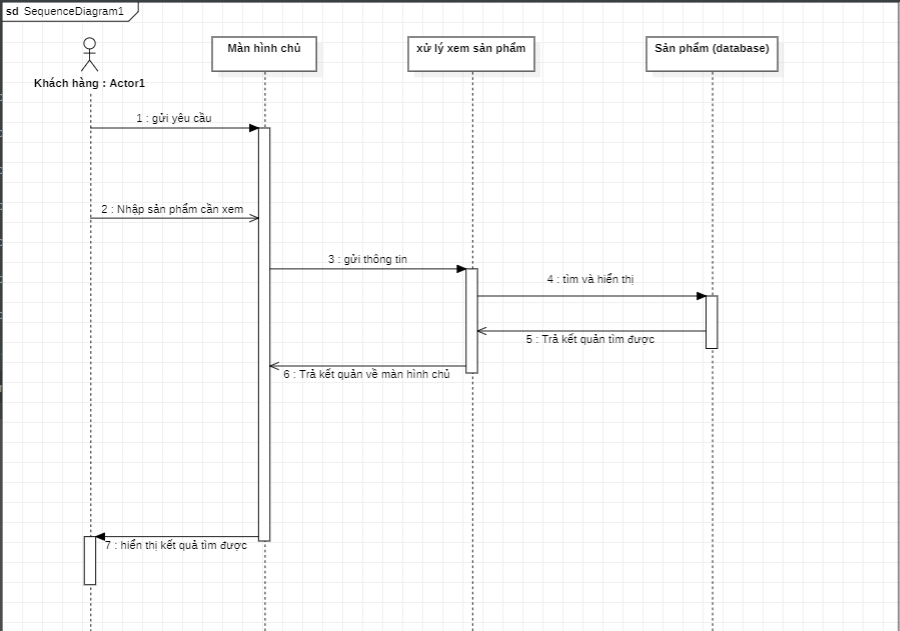 sd SequenceDiagram1
Khách hàng : Actor1
Màn hình chủ
xử lý xem sản phẩm
Sản phẩm (database)
1 : gửi yêu cầu
2 : Nhập sản phẩm cần xem
3 : gửi thông tin
4 : tìm và hiển thị
5 : Trả kết quản tìm được
6 : Trả kết quản về màn hình chủ
7 : hiển thị kết quả tìm được